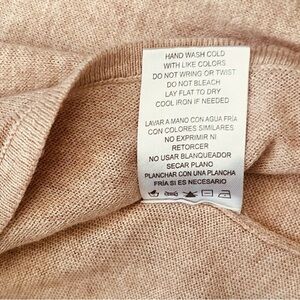 HAND WASH COLD
WITH LIKE COLORS
DO NOT WRING OR TWIST
DO NOT BLEACH
LAY FLAT TO DRY
COOL IRON IF NEEDED
LAVAR A MANO CON AGUA FRÍA
CON COLORES SIMILARES
NO EXPRIMIR NI
RETORCER
NO USAR BLANQUEADOR
SECAR PLANO
PLANCHAR CON UNA PLANCHA
FRÍA SI ES NECESARIO